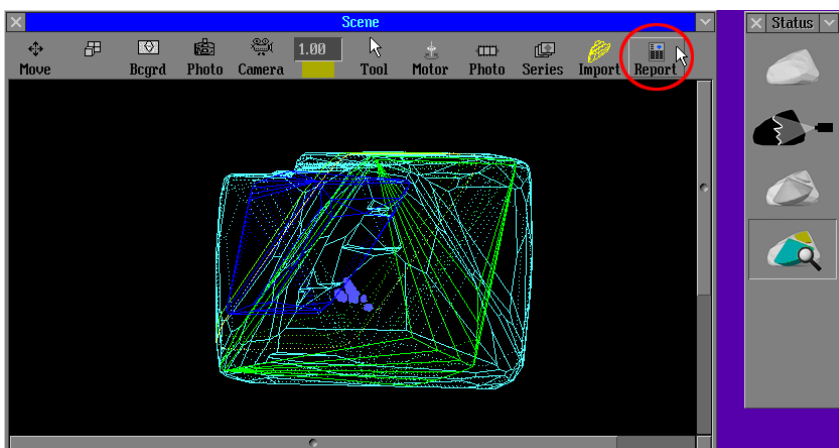 Scene
Status
1.00
Move
Bcgrd
Photo
Camera
Tool
Motor
Photo
Series
Import
Report